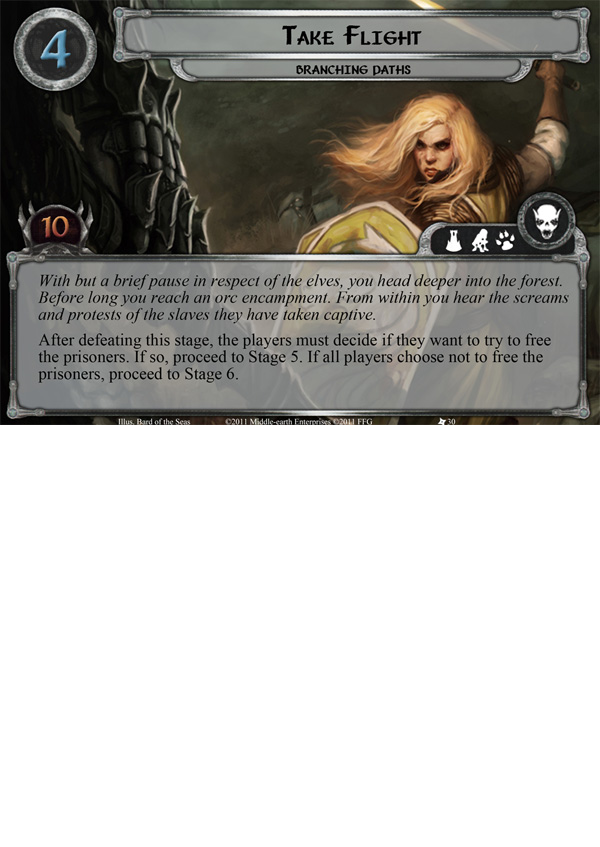 4
TAKE FLIGHT
BRANCHING PATHS
10
With but a brief pause in respect of the elves, you head deeper into the forest.
Before long you reach an orc encampment. From within you hear the screams
and protests of the slaves they have taken captive.
After defeating this stage, the players must decide if they want to try to free
the prisoners. If so, proceed to Stage 5. If all players choose not to free the
prisoners, proceed to Stage 6.
Illus. Bard of the Seas ©2011 Middle-earth Enterprises ©2011 FFG 30